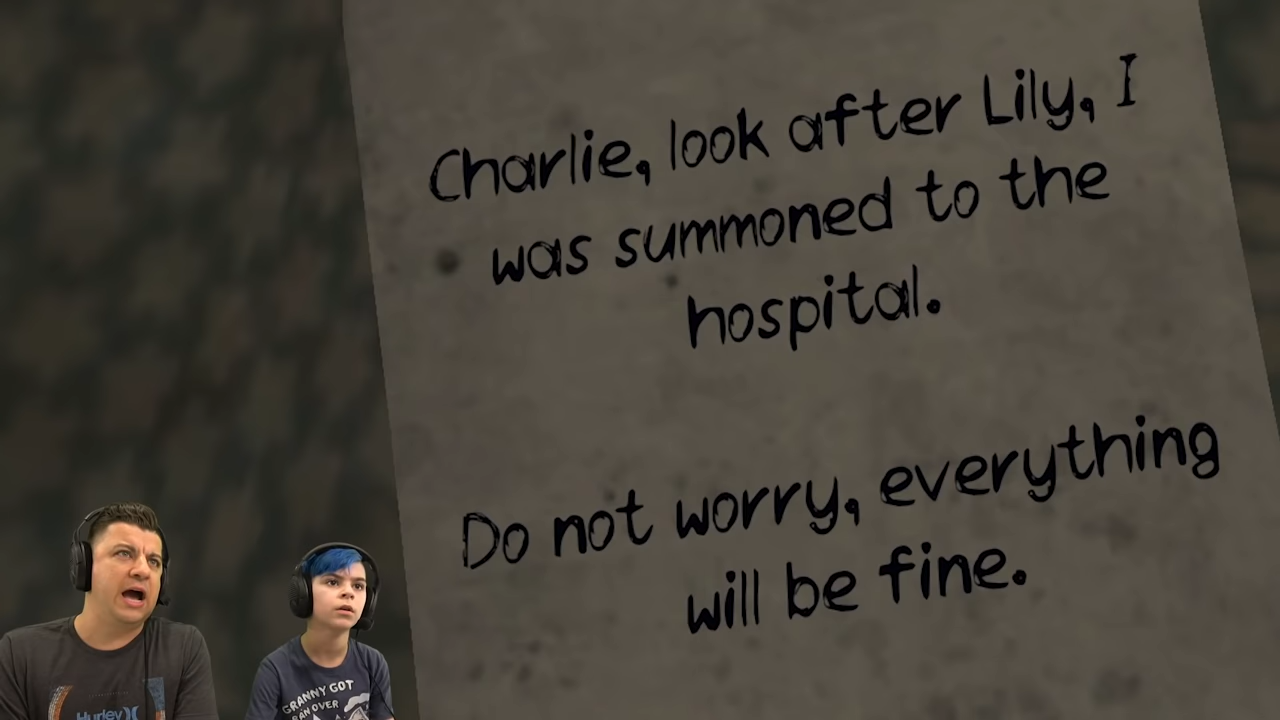 Charlie, look after Lily, I
was summoned to the
hospital.
Do not worry, everything
will be fine.
Hurley
GRANNY GOT
RAN OVER